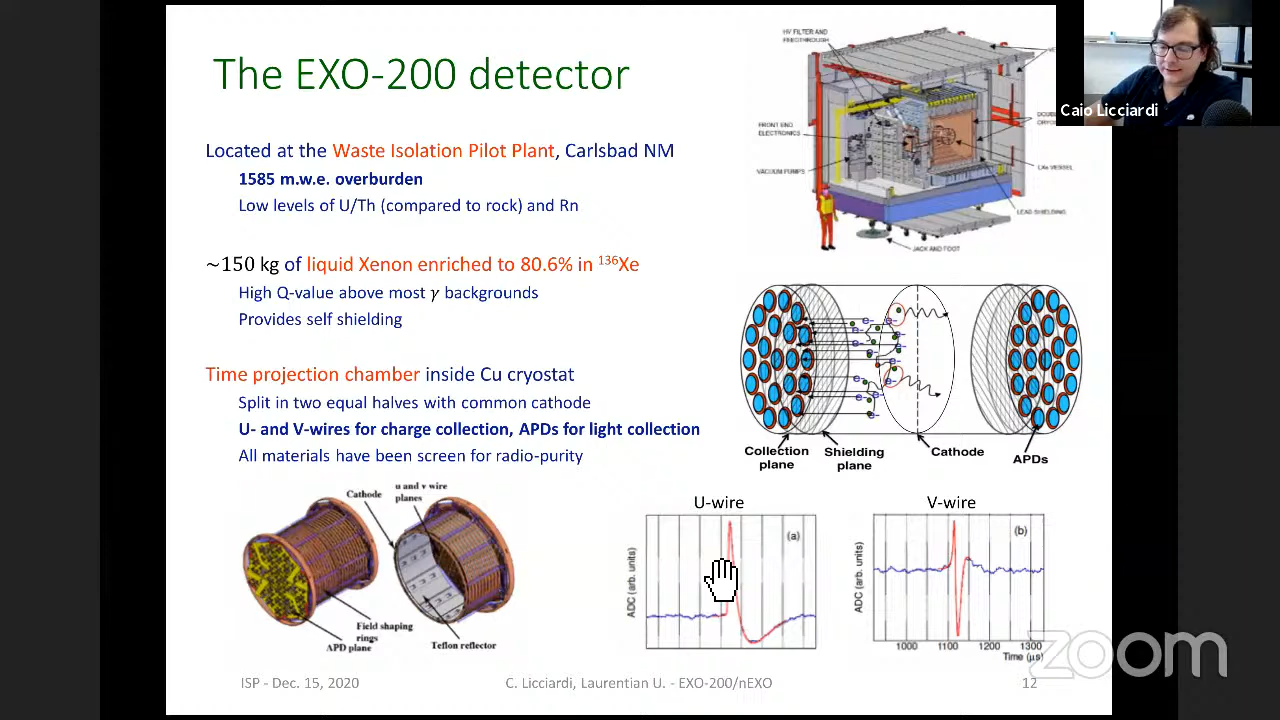 The EXO-200 detector
Located at the Waste Isolation Pilot Plant, Carlsbad NM
1585 m.w.e. overburden
Low levels of U/Th (compared to rock) and Rn
~150 kg of liquid Xenon enriched to 80.6% in ¹³⁶Xe
High Q-value above most γ backgrounds
Provides self shielding
Time projection chamber inside Cu cryostat
Split in two equal halves with common cathode
U- and V-wires for charge collection, APDs for light collection
All materials have been screen for radio-purity
HV FILTER AND
FEEDTHROUGH
FRONT END
ELECTRONICS
VACUUM PUMPS
LXe VESSEL
LEAD SHIELDING
JACK AND FOOT
Caio Licciardi
e-
e-
e-
e-
e-
e-
e-
e-
e-
e-
Collection
plane
Shielding
plane
Cathode
APDs
Cathode
u and v wire
planes
Field shaping
rings
APD plane
Teflon reflector
U-wire
ADC (arb. units)
(a)
V-wire
ADC (arb. units)
(b)
1000
1100
1200
1300
Time (μs)
zoom
ISP - Dec. 15, 2020
C. Licciardi, Laurentian U. - EXO-200/nEXO
12